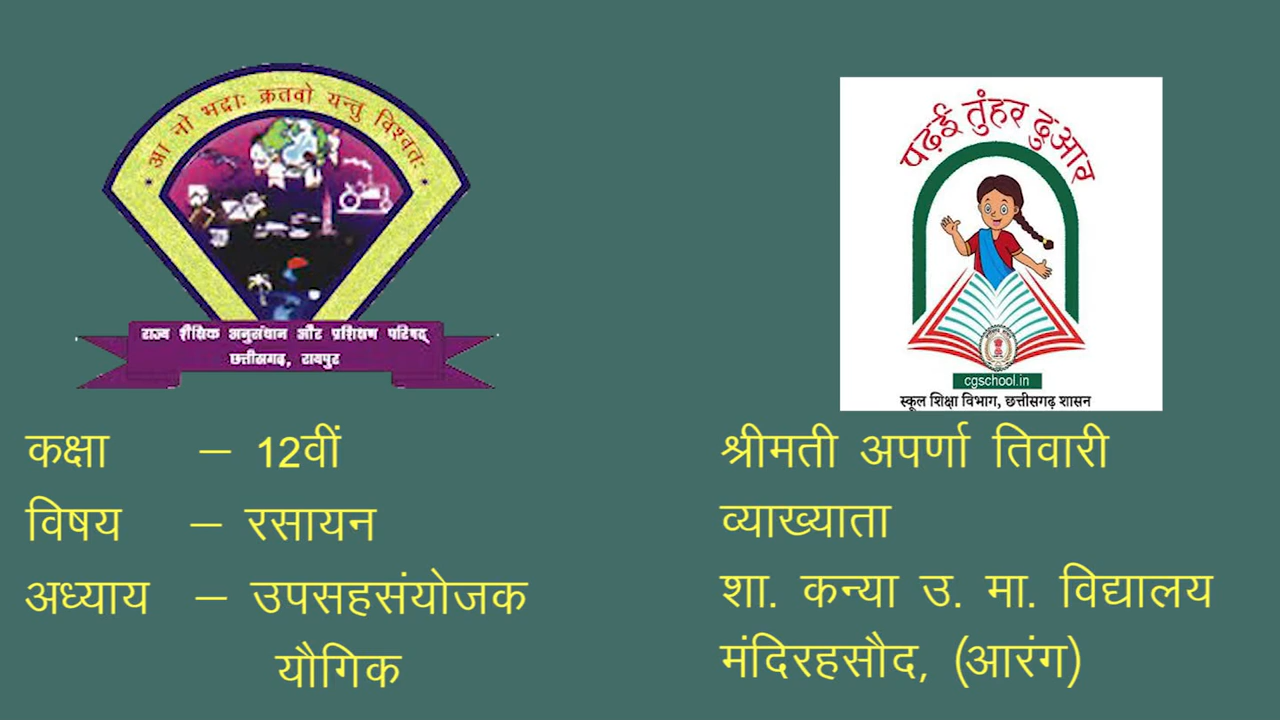 आ नो भद्राः क्रतवो यन्तु विश्वतः
राज्य शैक्षिक अनुसंधान और प्रशिक्षण परिषद्
छत्तीसगढ़, रायपुर
पढ़ई तुंहर दुआर
cgschool.in
स्कूल शिक्षा विभाग, छत्तीसगढ़ शासन
कक्षा – 12वीं
विषय – रसायन
अध्याय – उपसहसंयोजक
यौगिक
श्रीमती अपर्णा तिवारी
व्याख्याता
शा. कन्या उ. मा. विद्यालय
मंदिरहसौद, (आरंग)